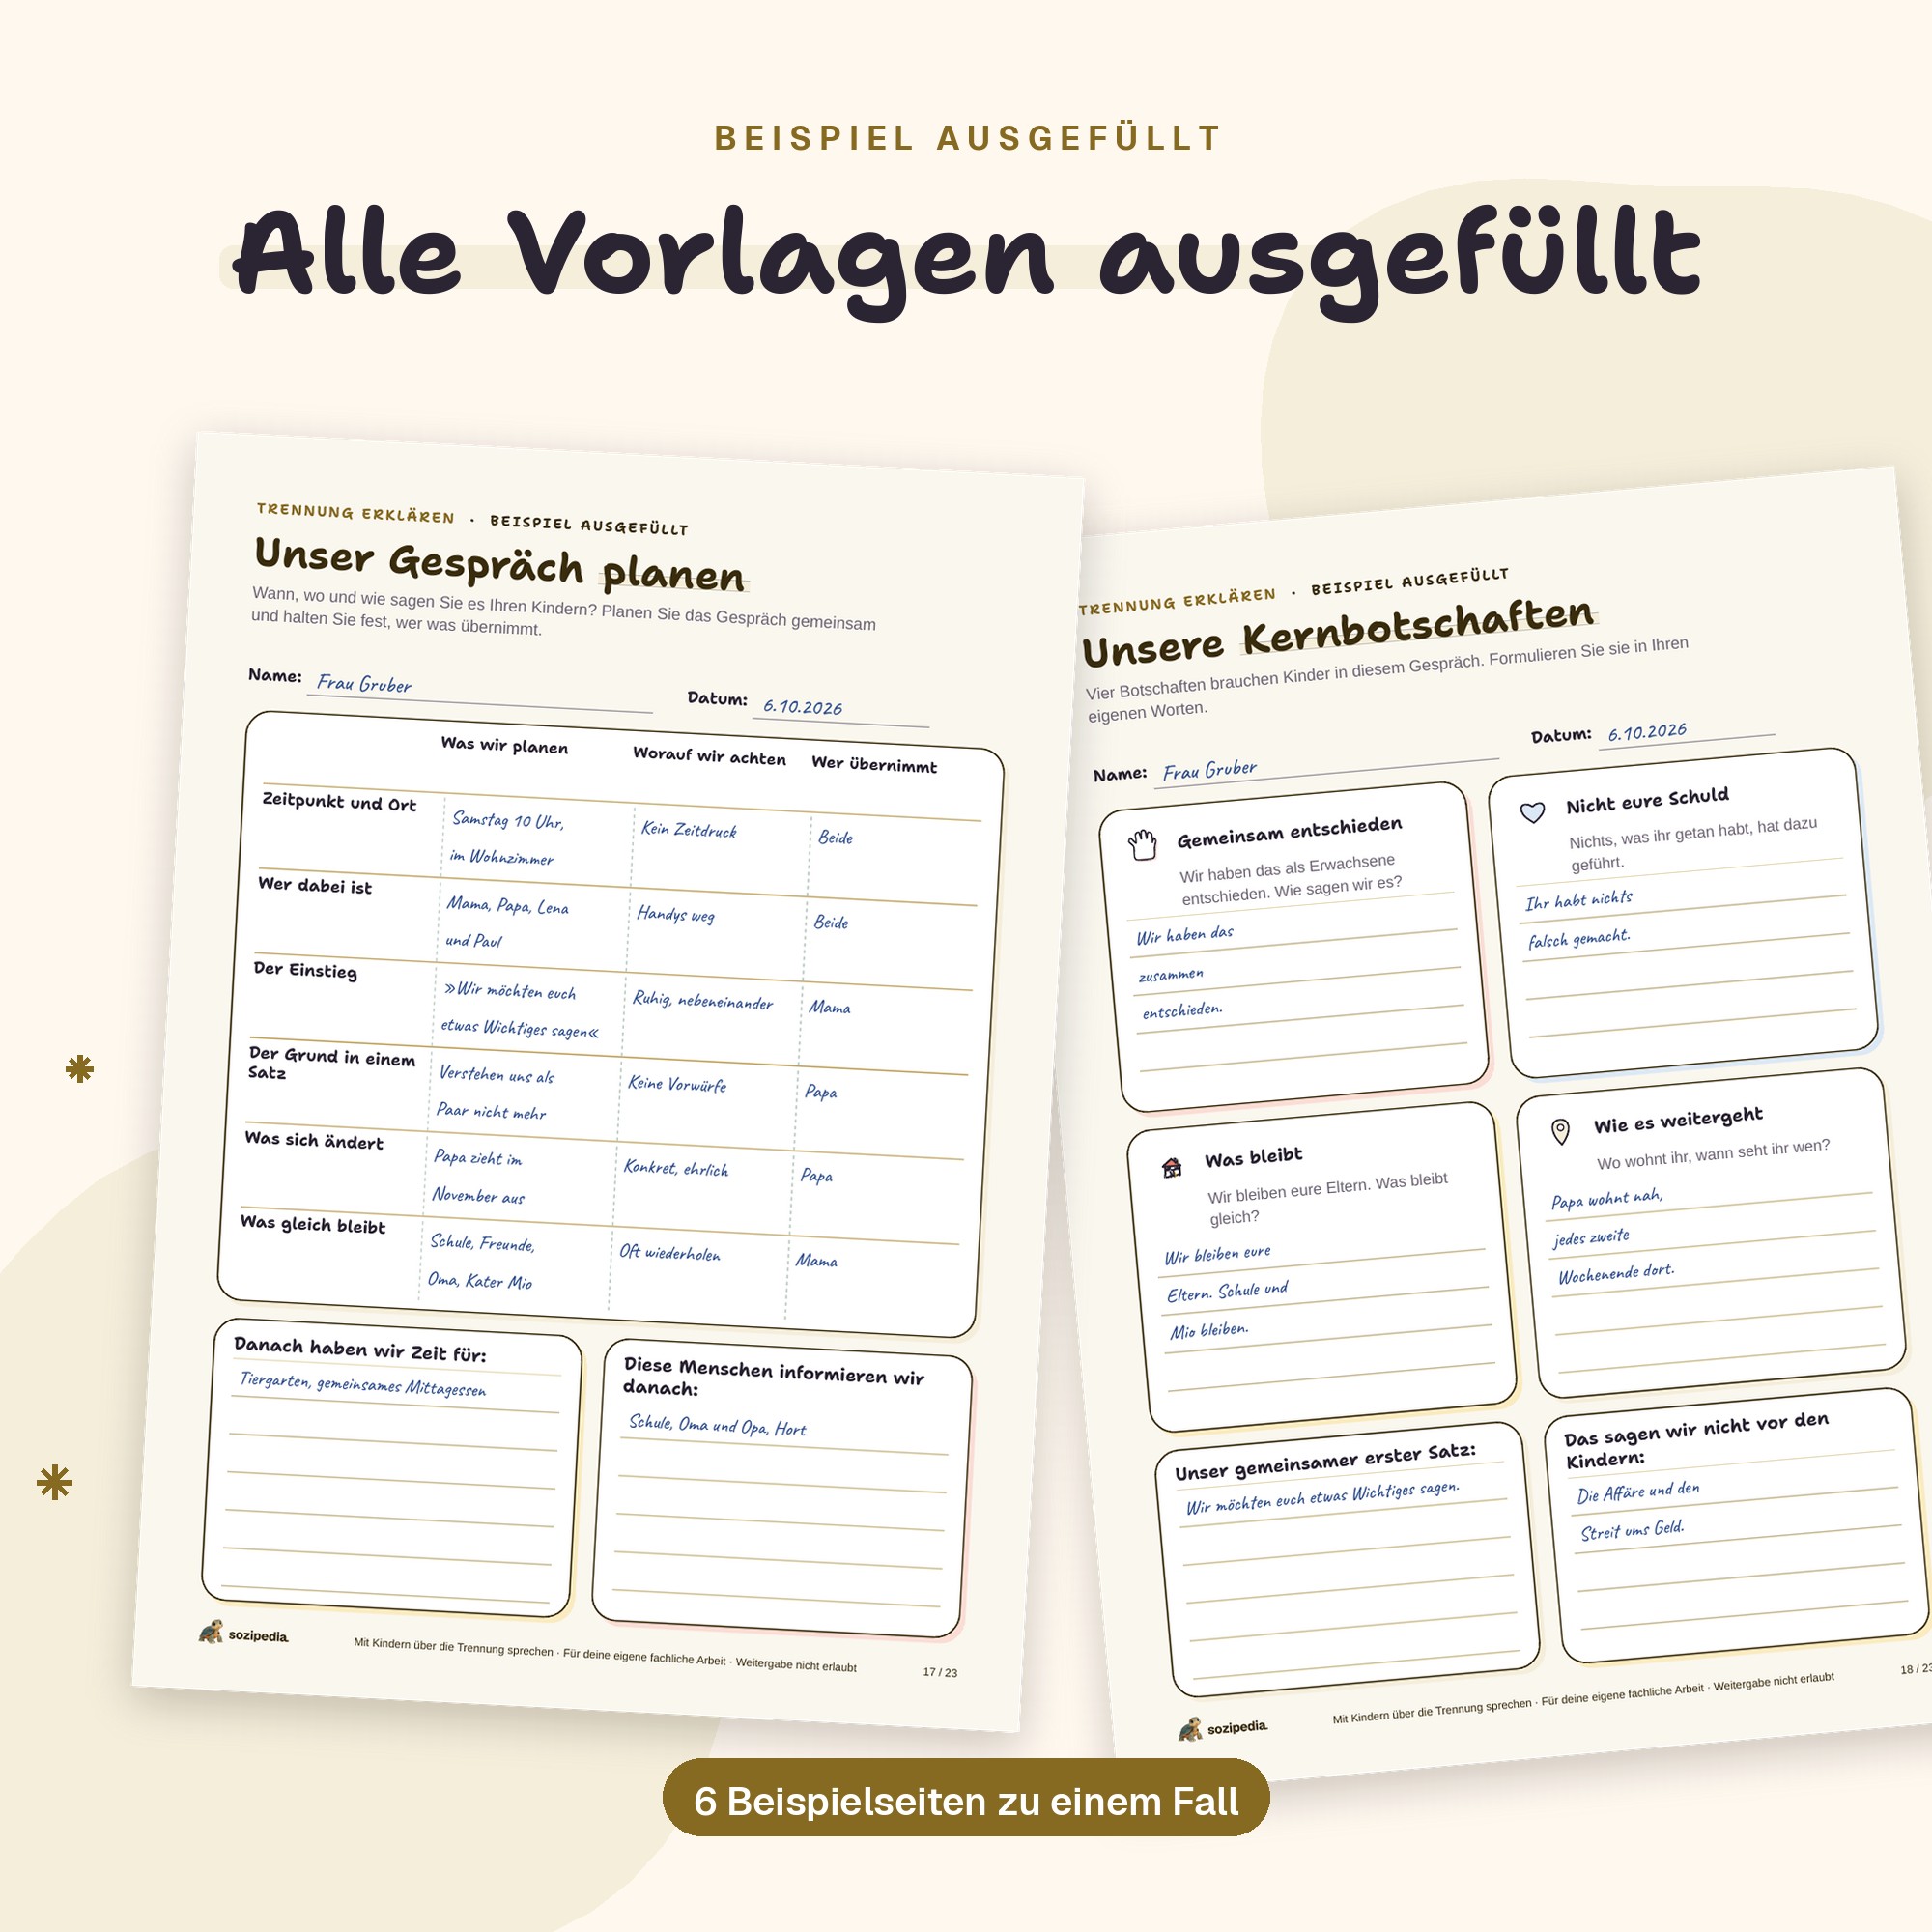 BEISPIEL AUSGEFÜLLT
Alle Vorlagen ausgefüllt
TRENNUNG ERKLÄREN · BEISPIEL AUSGEFÜLLT
Unser Gespräch planen
Wann, wo und wie sagen Sie es Ihren Kindern? Planen Sie das Gespräch gemeinsam
und halten Sie fest, wer was übernimmt.
Name: Frau Gruber Datum: 6.10.2026
Was wir planen Worauf wir achten Wer übernimmt
Zeitpunkt und Ort Samstag 10 Uhr, Kein Zeitdruck Beide
im Wohnzimmer
Wer dabei ist Mama, Papa, Lena Handys weg Beide
und Paul
Der Einstieg »Wir möchten euch Ruhig, nebeneinander Mama
etwas Wichtiges sagen«
Der Grund in einem Verstehen uns als Keine Vorwürfe Papa
Satz Paar nicht mehr
Was sich ändert Papa zieht im Konkret, ehrlich Papa
November aus
Was gleich bleibt Schule, Freunde, Oft wiederholen Mama
Oma, Kater Mio
Danach haben wir Zeit für:
Tiergarten, gemeinsames Mittagessen
Diese Menschen informieren wir
danach:
Schule, Oma und Opa, Hort
sozipedia. Mit Kindern über die Trennung sprechen · Für deine eigene fachliche Arbeit · Weitergabe nicht erlaubt 17 / 23
TRENNUNG ERKLÄREN · BEISPIEL AUSGEFÜLLT
Unsere Kernbotschaften
Vier Botschaften brauchen Kinder in diesem Gespräch. Formulieren Sie sie in Ihren
eigenen Worten.
Name: Frau Gruber Datum: 6.10.2026
Gemeinsam entschieden
Wir haben das als Erwachsene
entschieden. Wie sagen wir es?
Wir haben das
zusammen
entschieden.
Nicht eure Schuld
Nichts, was ihr getan habt, hat dazu
geführt.
Ihr habt nichts
falsch gemacht.
Was bleibt
Wir bleiben eure Eltern. Was bleibt
gleich?
Wir bleiben eure
Eltern. Schule und
Mio bleiben.
Wie es weitergeht
Wo wohnt ihr, wann seht ihr wen?
Papa wohnt nah,
jedes zweite
Wochenende dort.
Unser gemeinsamer erster Satz:
Wir möchten euch etwas Wichtiges sagen.
Das sagen wir nicht vor den
Kindern:
Die Affäre und den
Streit ums Geld.
sozipedia. Mit Kindern über die Trennung sprechen · Für deine eigene fachliche Arbeit · Weitergabe nicht erlaubt 18 / 23
6 Beispielseiten zu einem Fall